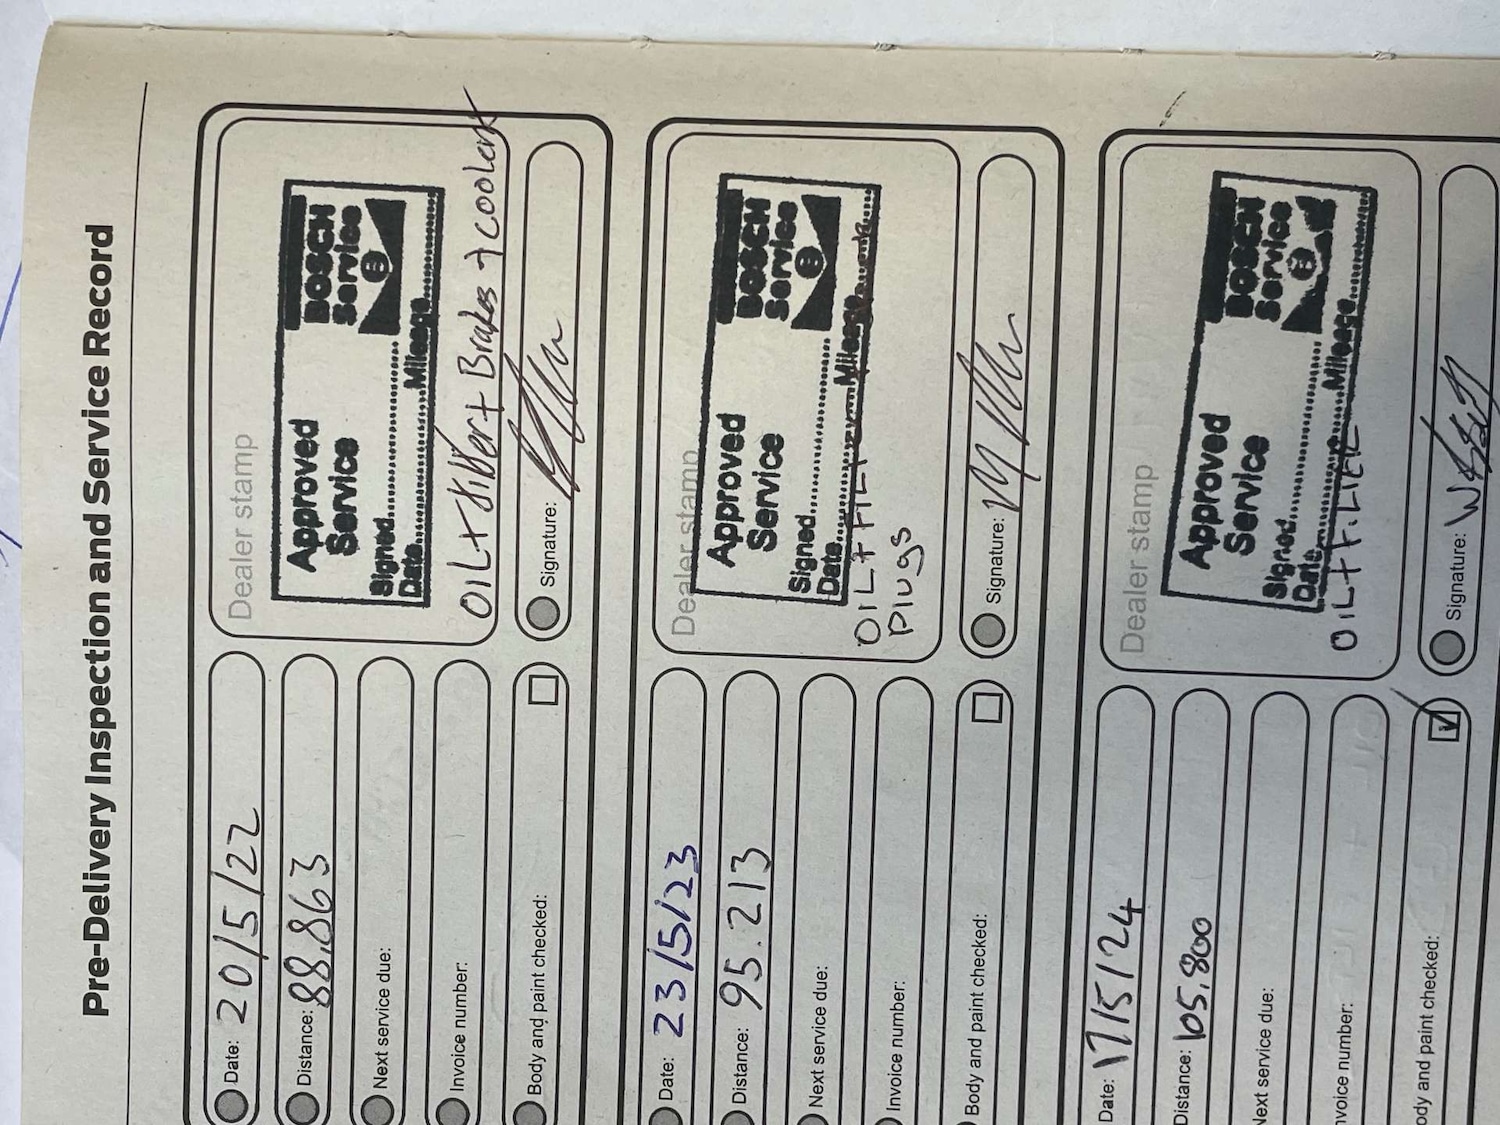 Pre-Delivery Inspection and Service Record
Date: 20/5/22
Distance: 88,863
Next service due:
Invoice number:
Body and paint checked:
Dealer stamp
Approved
Service
BOSCH
Service
Signed
Date Mileage
OIL + filter + Brakes + coolent
Signature:
Date: 23/5/23
Distance: 95.213
Next service due:
Invoice number:
Body and paint checked:
Dealer stamp
Approved
Service
BOSCH
Service
Signed
Date Mileage
OIL +
Plugs
Signature:
Date: 17/5/24
Distance: 105,800
Next service due:
nvoice number:
ody and paint checked:
Dealer stamp
Approved
Service
BOSCH
Service
Signed
Date Mileage
OIL +
Signature: